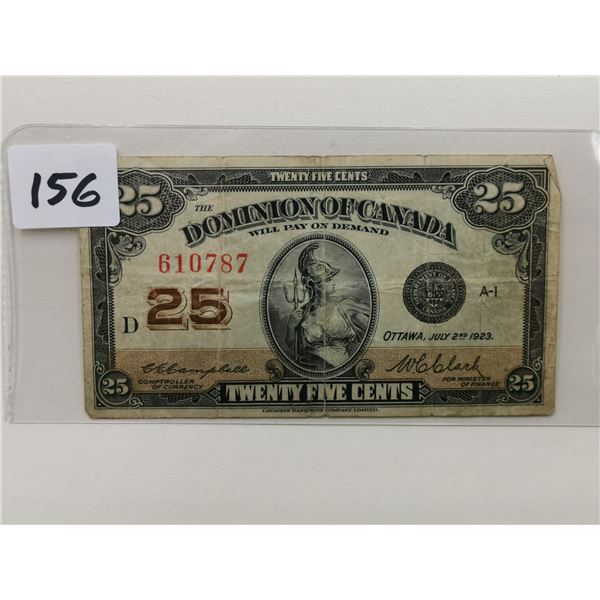 156
TWENTY FIVE CENTS
25 25
THE DOMINION OF CANADA
WILL PAY ON DEMAND
610787
A-1
D 25
OTTAWA, JULY 2ND 1923.
C.E. Campbell
COMPTROLLER OF CURRENCY
W.C. Clark
FOR MINISTER OF FINANCE
25 TWENTY FIVE CENTS 25
CANADIAN BANK NOTE COMPANY, LIMITED.